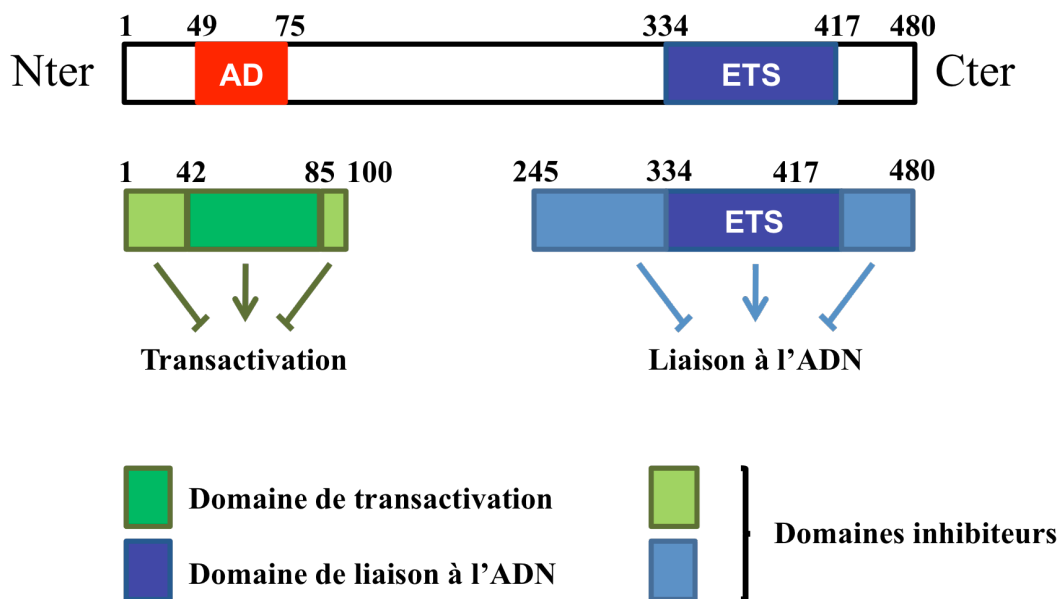 1 49 75 334 417 480
Nter AD ETS Cter
1 42 85 100 245 334 417 480
ETS
Transactivation Liaison à l’ADN
Domaine de transactivation
Domaines inhibiteurs
Domaine de liaison à l’ADN